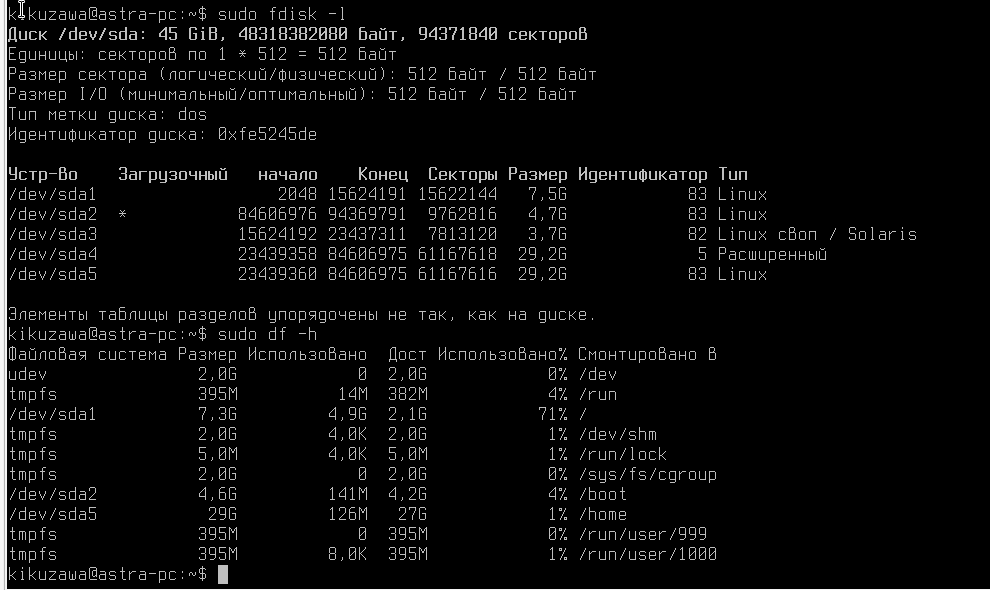 kikuzawa@astra-pc:~$ sudo fdisk -l
Диск /dev/sda: 45 GiB, 48318382080 байт, 94371840 секторов
Единицы: секторов по 1 * 512 = 512 байт
Размер сектора (логический/физический): 512 байт / 512 байт
Размер I/O (минимальный/оптимальный): 512 байт / 512 байт
Тип метки диска: dos
Идентификатор диска: 0xfe5245de
Устр-во Загрузочный начало Конец Секторы Размер Идентификатор Тип
/dev/sda1 2048 15624191 15622144 7,5G 83 Linux
/dev/sda2 * 84606976 94369791 9762816 4,7G 83 Linux
/dev/sda3 15624192 23437311 7813120 3,7G 82 Linux своп / Solaris
/dev/sda4 23439358 84606975 61167618 29,2G 5 Расширенный
/dev/sda5 23439360 84606975 61167616 29,2G 83 Linux
Элементы таблицы разделов упорядочены не так, как на диске.
kikuzawa@astra-pc:~$ sudo df -h
Файловая система Размер Использовано Дост Использовано% Смонтировано в
udev 2,0G 0 2,0G 0% /dev
tmpfs 395M 14M 382M 4% /run
/dev/sda1 7,3G 4,9G 2,1G 71% /
tmpfs 2,0G 4,0K 2,0G 1% /dev/shm
tmpfs 5,0M 4,0K 5,0M 1% /run/lock
tmpfs 2,0G 0 2,0G 0% /sys/fs/cgroup
/dev/sda2 4,6G 141M 4,2G 4% /boot
/dev/sda5 29G 126M 27G 1% /home
tmpfs 395M 0 395M 0% /run/user/999
tmpfs 395M 8,0K 395M 1% /run/user/1000
kikuzawa@astra-pc:~$